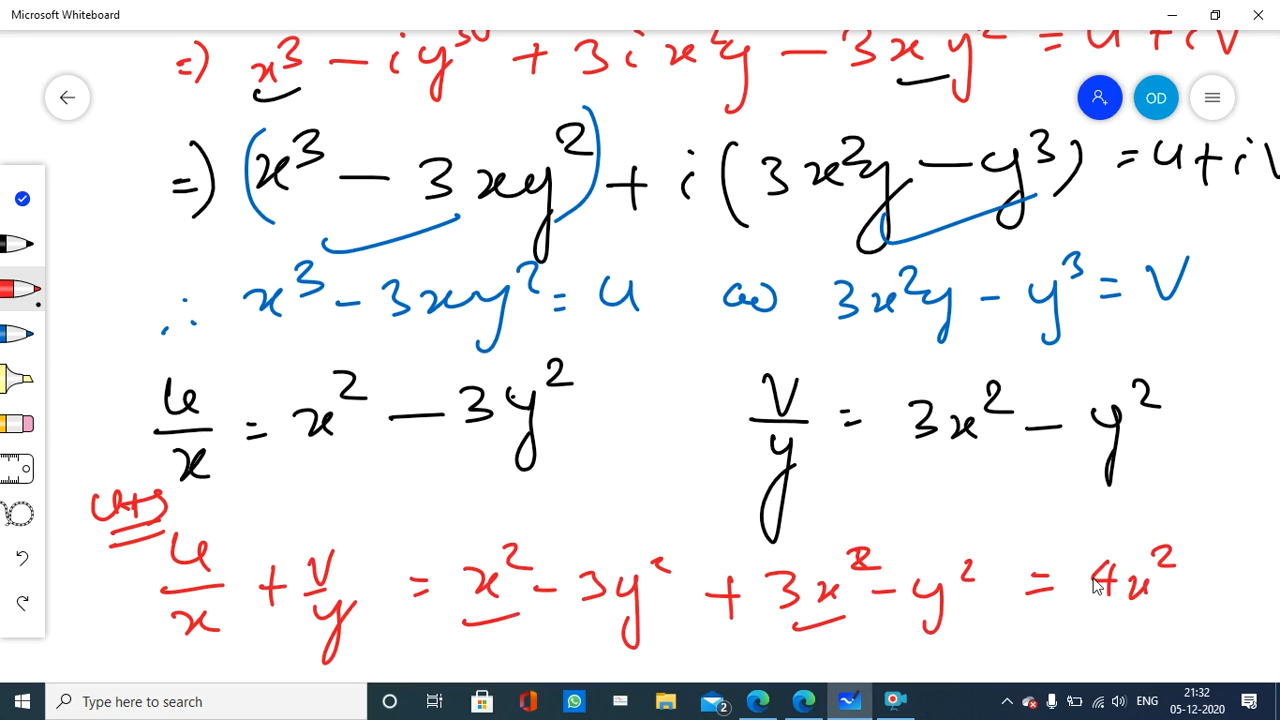 Microsoft Whiteboard
⇒) x³ − iy³ + 3ix²y − 3xy² = u + iv
OD
⇒) (x³ − 3xy²) + i(3x²y − y³) = u + iv
∴ x³ − 3xy² = u 3x²y − y³ = v
u/x = x² − 3y² v/y = 3x² − y²
LHS
u/x + v/y = x² − 3y² + 3x² − y² = 4x²
Type here to search
2
ENG
21:32
05-12-2020